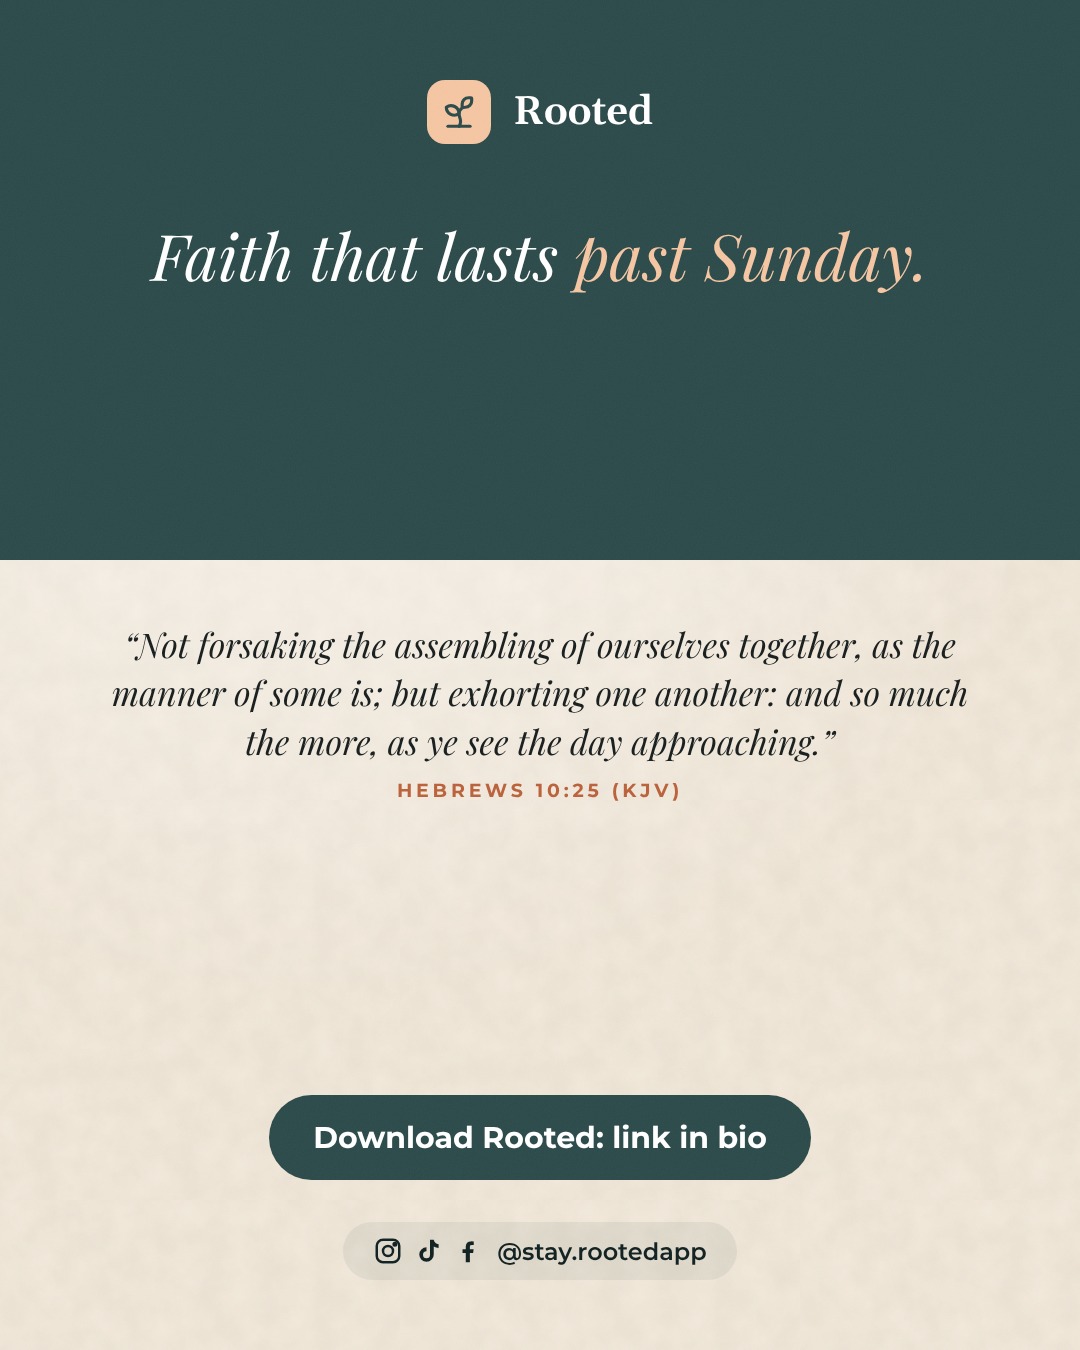 Rooted
Faith that lasts past Sunday.
“Not forsaking the assembling of ourselves together, as the
manner of some is; but exhorting one another: and so much
the more, as ye see the day approaching.”
HEBREWS 10:25 (KJV)
Download Rooted: link in bio
@stay.rootedapp